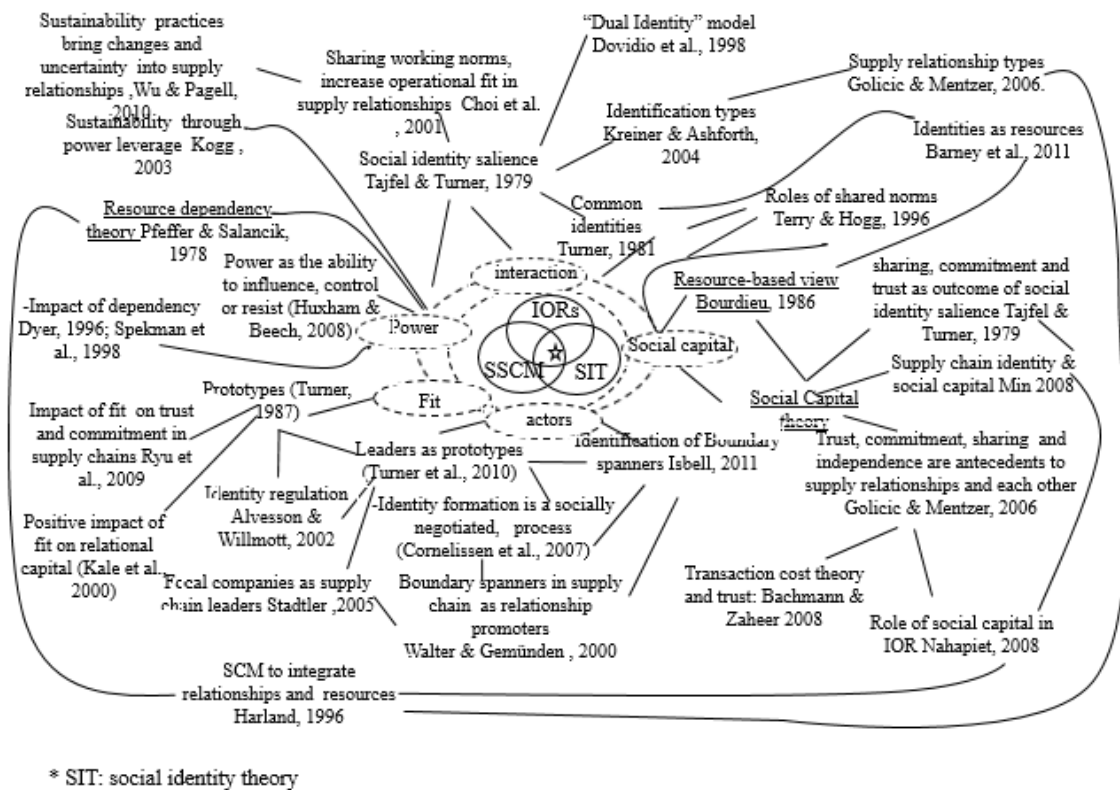 Sustainability practices
bring changes and
uncertainty into supply
relationships ,Wu & Pagell,
2010
Sustainability through
power leverage Kogg ,
2003
Sharing working norms,
increase operational fit in
supply relationships Choi et al.
, 2001
“Dual Identity” model
Dovidio et al., 1998
Identification types
Kreiner & Ashforth,
2004
Supply relationship types
Golicic & Mentzer, 2006.
Identities as resources
Barney et al., 2011
Social identity salience
Tajfel & Turner, 1979
Common
identities
Turner, 1981
Roles of shared norms
Terry & Hogg, 1996
Resource dependency
theory Pfeffer & Salancik,
1978
Power as the ability
to influence, control
or resist (Huxham &
Beech, 2008)
-Impact of dependency
Dyer, 1996; Spekman et
al., 1998
interaction
Power
Fit
actors
Social capital
IORs
SSCM
SIT
Resource-based view
Bourdieu, 1986
sharing, commitment and
trust as outcome of social
identity salience Tajfel &
Turner, 1979
Supply chain identity &
social capital Min 2008
Social Capital
theory
Trust, commitment, sharing and
independence are antecedents to
supply relationships and each other
Golicic & Mentzer, 2006
Prototypes (Turner,
1987)
Impact of fit on trust
and commitment in
supply chains Ryu et
al., 2009
Leaders as prototypes
(Turner et al., 2010)
Identification of Boundary
spanners Isbell, 2011
Identity regulation
Alvesson &
Willmott, 2002
-Identity formation is a socially
negotiated, process
(Cornelissen et al., 2007)
Positive impact of
fit on relational
capital (Kale et al.,
2000)
Focal companies as supply
chain leaders Stadtler ,2005
Boundary spanners in supply
chain as relationship
promoters
Walter & Gemünden , 2000
Transaction cost theory
and trust: Bachmann &
Zaheer 2008
Role of social capital in
IOR Nahapiet, 2008
SCM to integrate
relationships and resources
Harland, 1996
* SIT: social identity theory